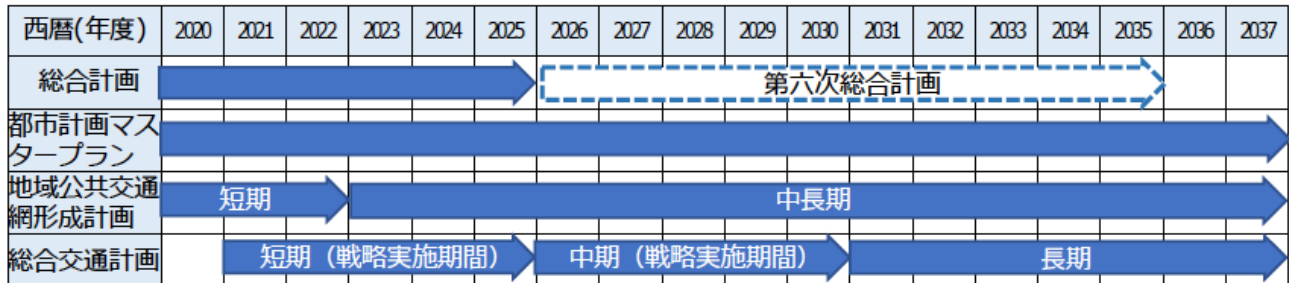 西暦(年度) 2020 2021 2022 2023 2024 2025 2026 2027 2028 2029 2030 2031 2032 2033 2034 2035 2036 2037
総合計画 第六次総合計画
都市計画マス
タープラン
地域公共交通
網形成計画 短期 中長期
総合交通計画 短期（戦略実施期間） 中期（戦略実施期間） 長期